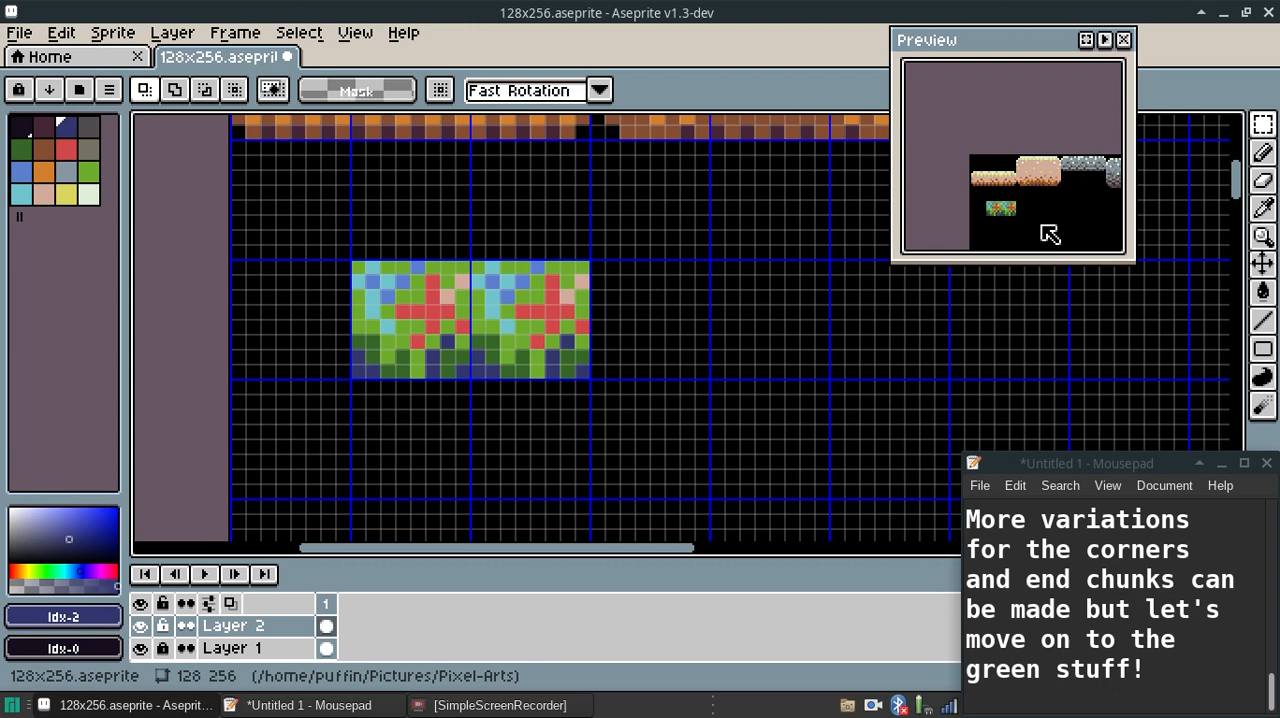 128x256.aseprite - Aseprite v1.3-dev
File Edit Sprite Layer Frame Select View Help
Home
128x256.asepril
Mask
Fast Rotation
Preview
Idx-2
Idx-0
1
Layer 2
Layer 1
128x256.aseprite 128 256 (/home/puffin/Pictures/Pixel-Arts)
*Untitled 1 - Mousepad
File Edit Search View Document Help
More variations
for the corners
and end chunks can
be made but let's
move on to the
green stuff!
128x256.aseprite - Aseprit... *Untitled 1 - Mousepad [SimpleScreenRecorder]